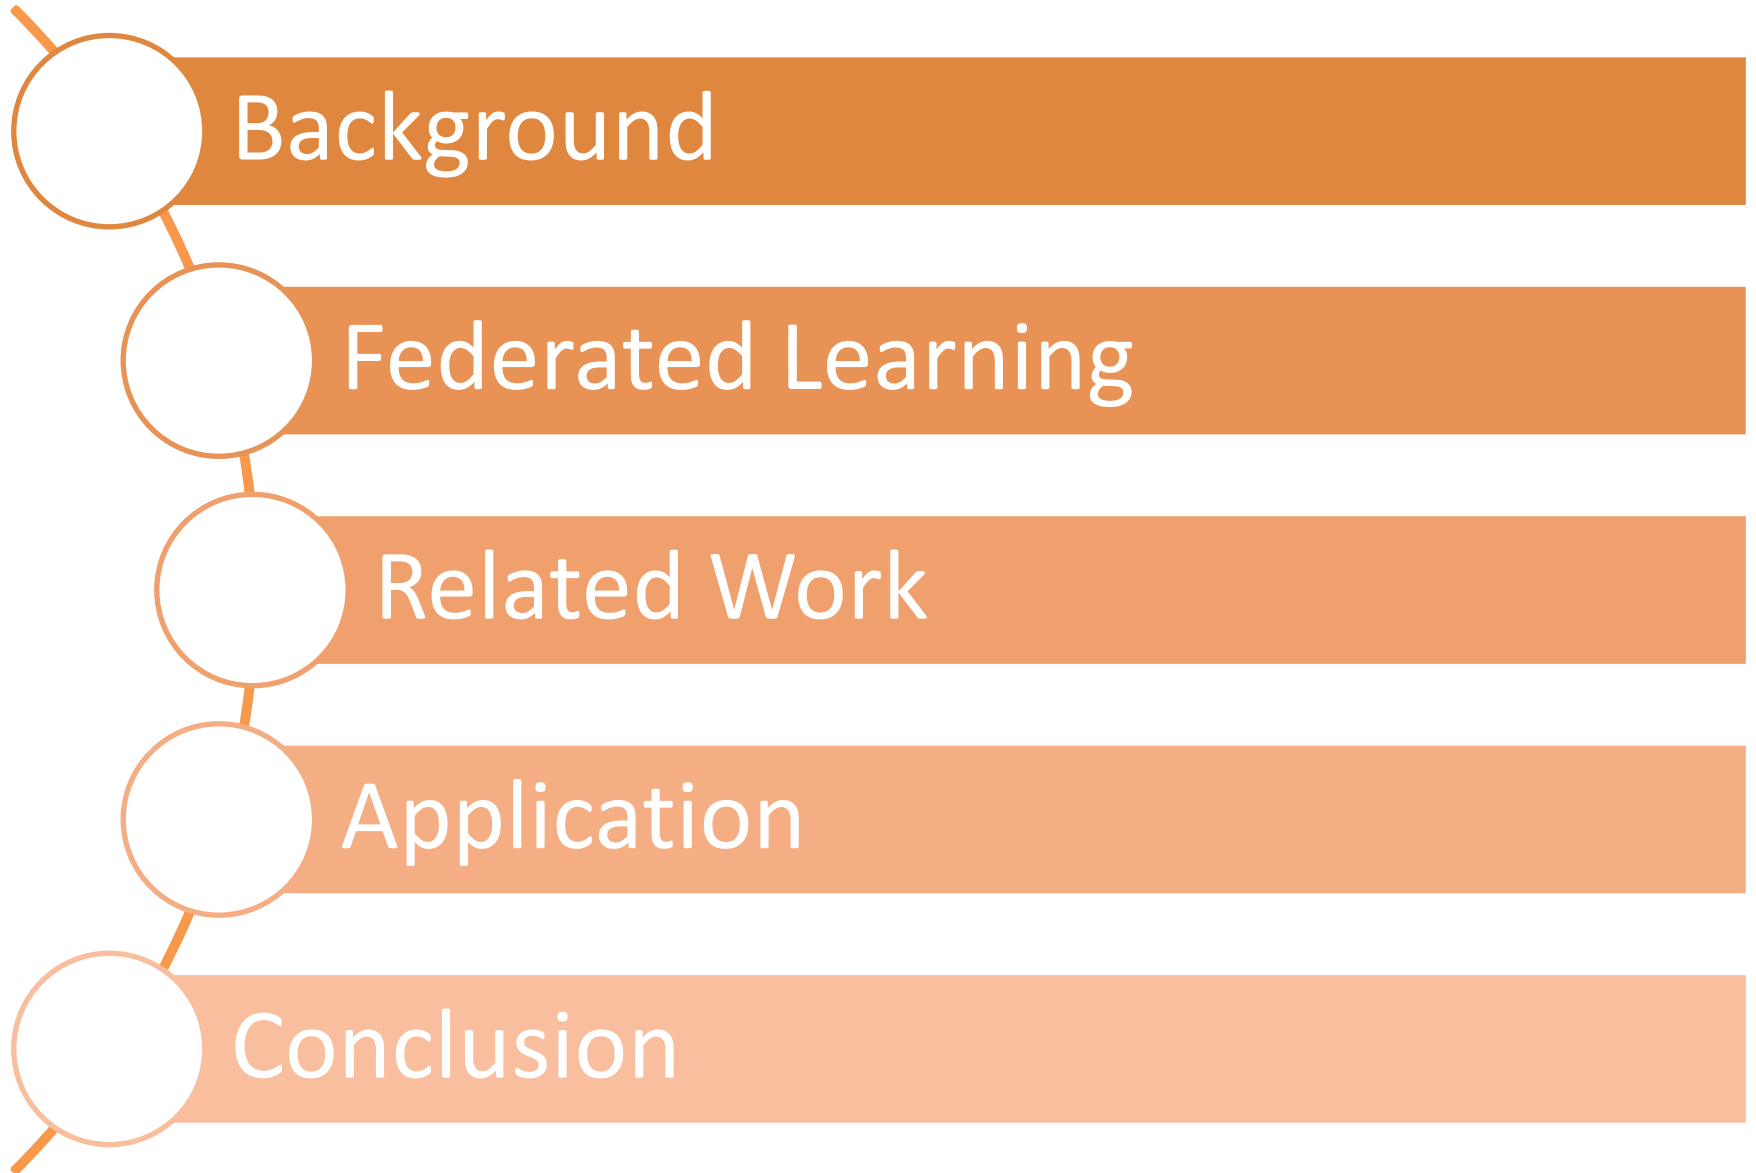 Background
Federated Learning
Related Work
Application
Conclusion